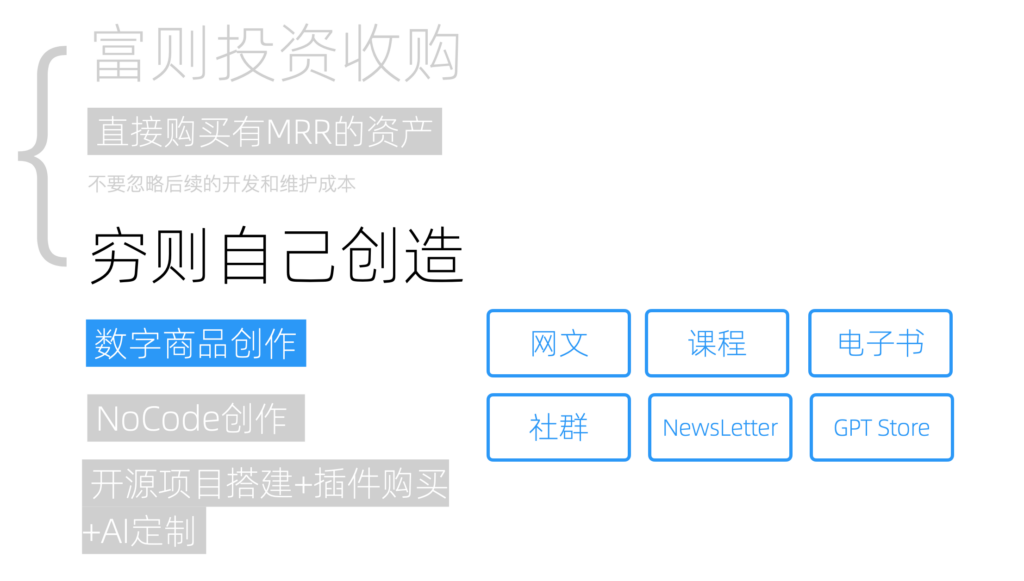 富则投资收购
直接购买有MRR的资产
不要忽略后续的开发和维护成本
穷则自己创造
数字商品创作
网文
课程
电子书
NoCode创作
社群
NewsLetter
GPT Store
开源项目搭建+插件购买
+AI定制